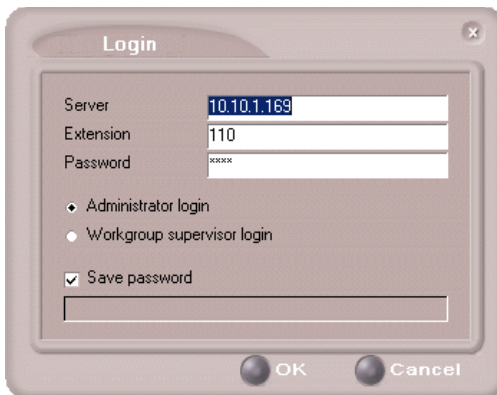 Login
x
Server 10.10.1.169
Extension 110
Password ****
Administrator login
Workgroup supervisor login
Save password
OK Cancel